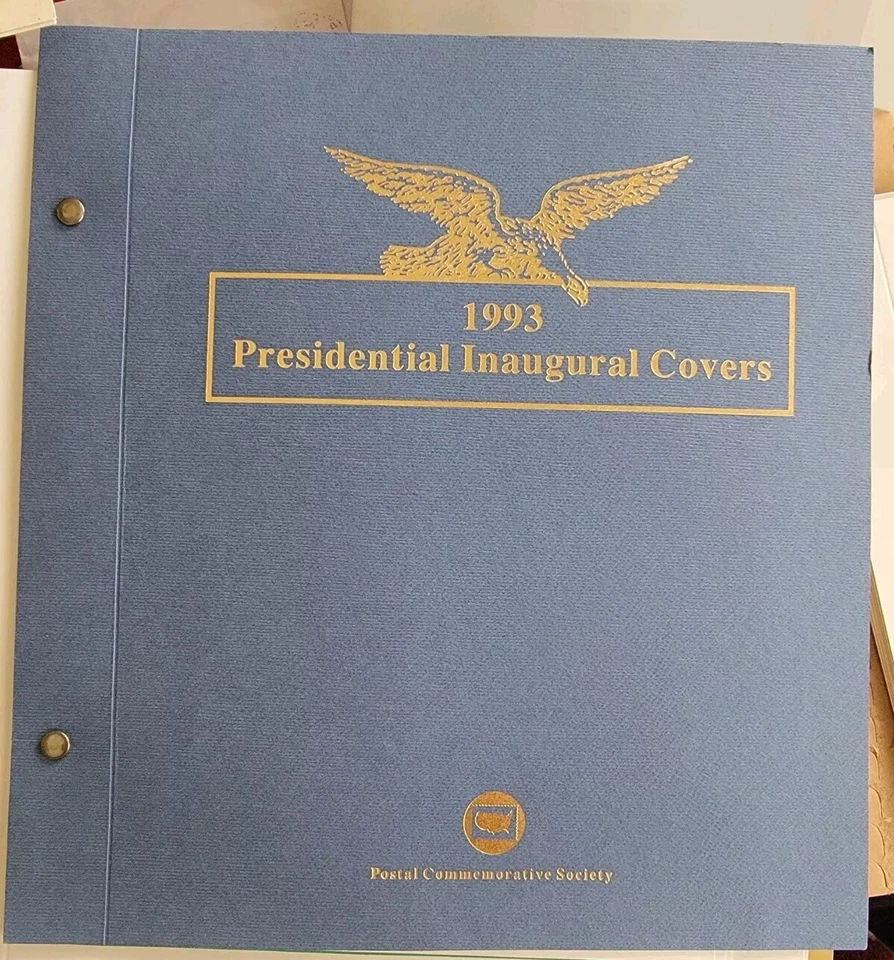 1993
Presidential Inaugural Covers
Postal Commemorative Society